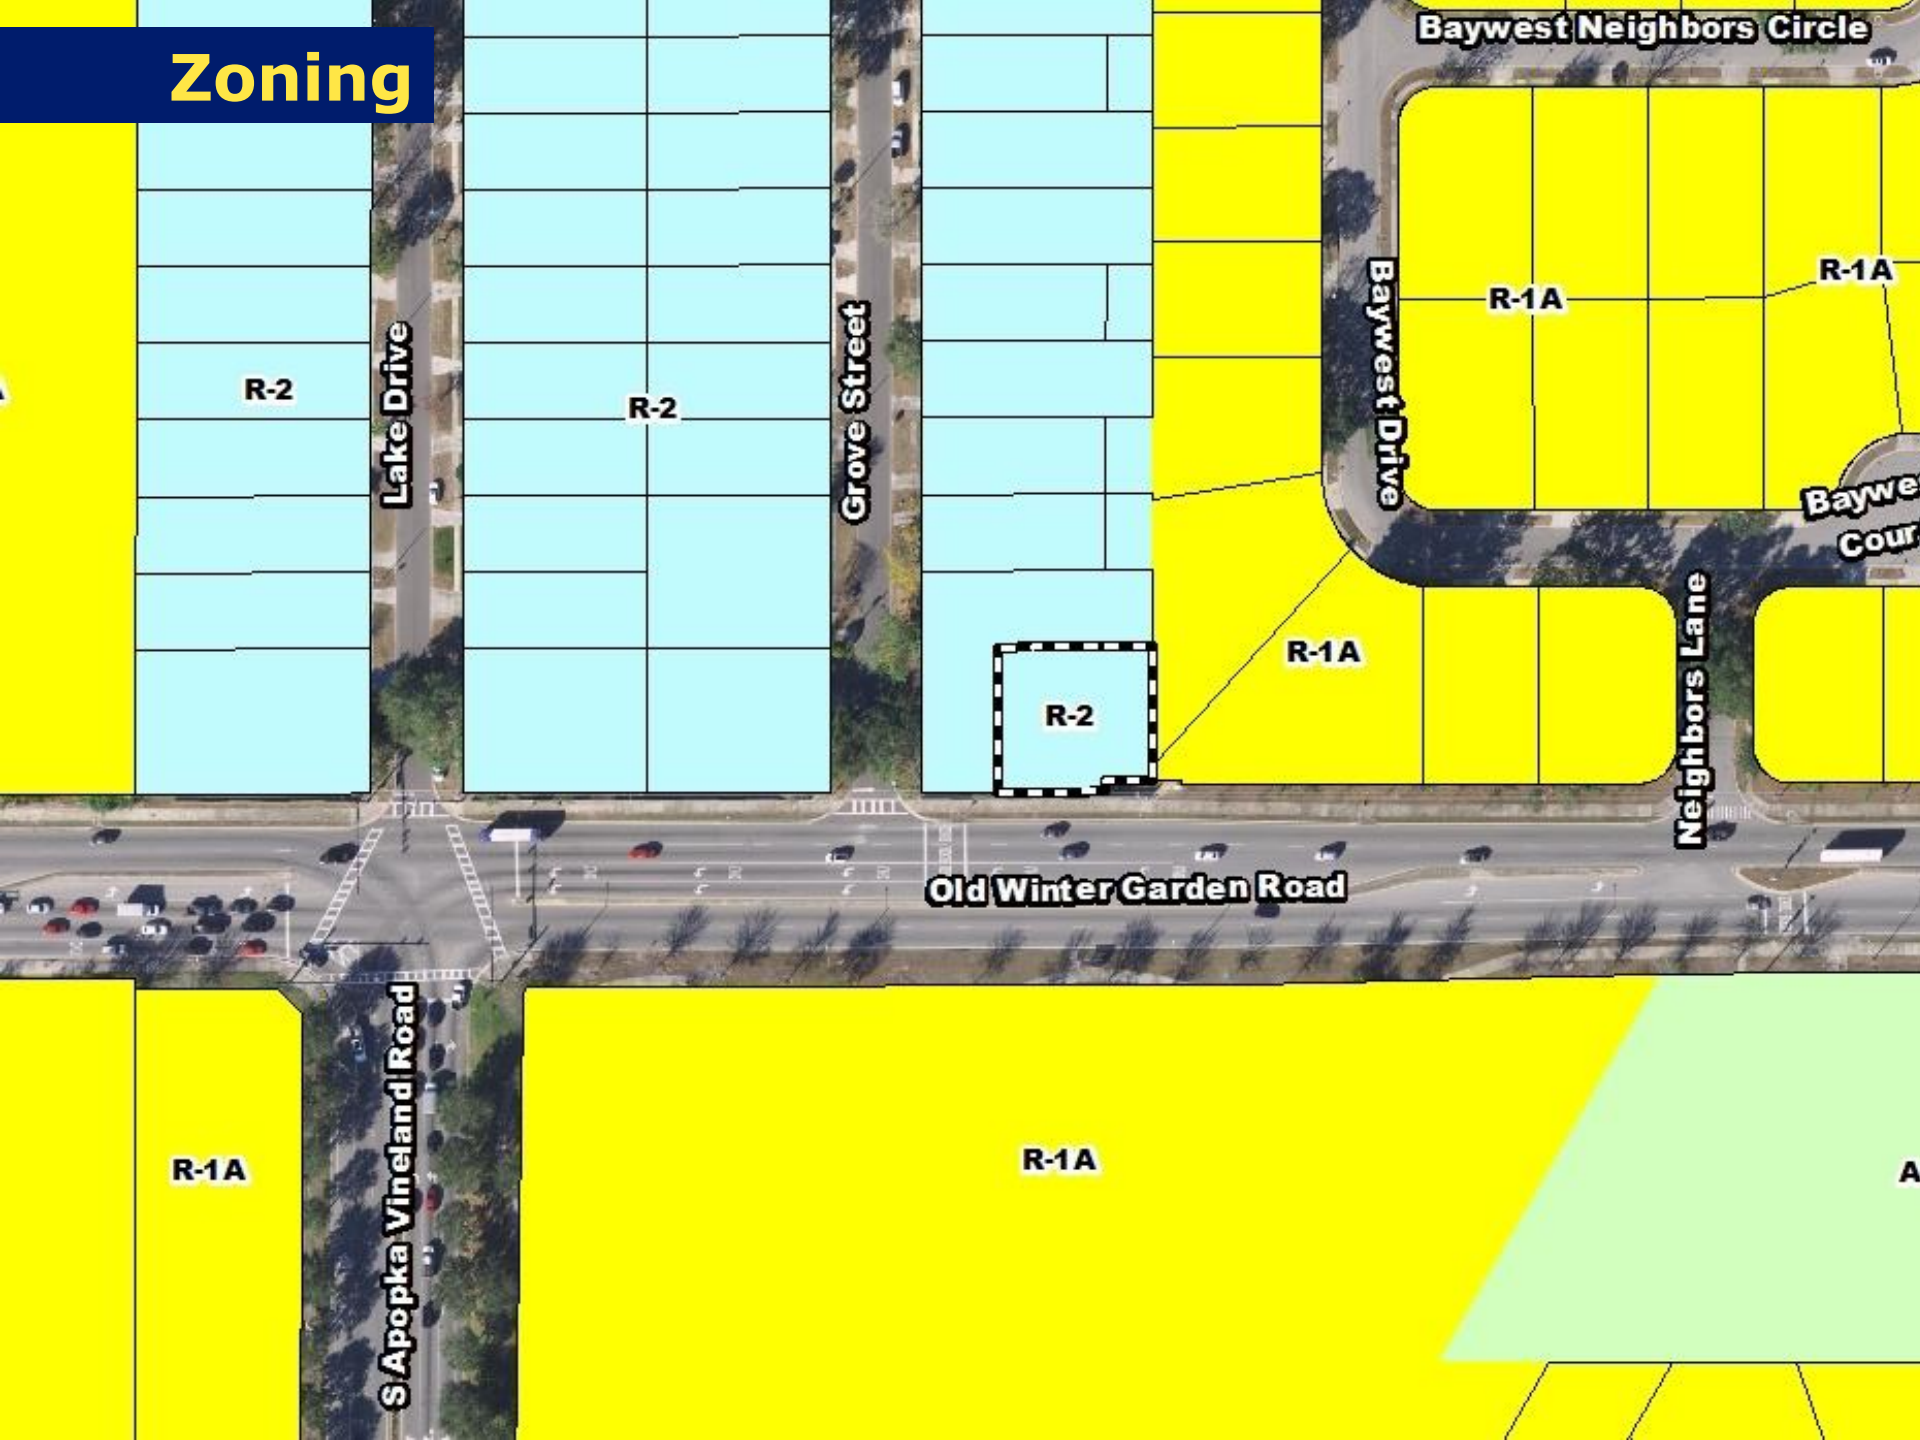 Zoning
Baywest Neighbors Circle
R-1A
R-1A
Baywest Drive
Lake Drive
Grove Street
R-2
R-2
Cour
R-1A
R-2
Neighbors Lane
Old Winter Garden Road
S Apopka Vineland Road
R-1A
R-1A
A